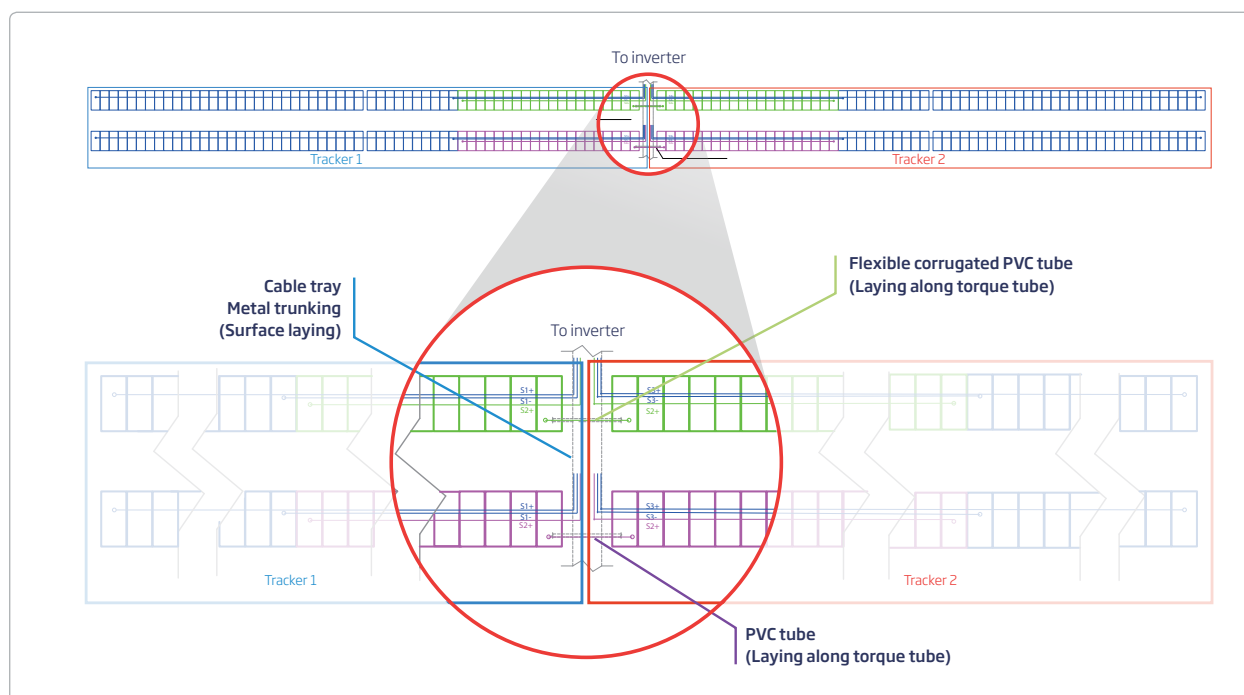 To inverter
Tracker 1
Tracker 2
Flexible corrugated PVC tube
(Laying along torque tube)
Cable tray
Metal trunking
(Surface laying)
To inverter
S1+
S1-
S2+
S3+
S3-
S2+
S1+
S1-
S2+
S3+
S3-
S2+
Tracker 1
Tracker 2
PVC tube
(Laying along torque tube)